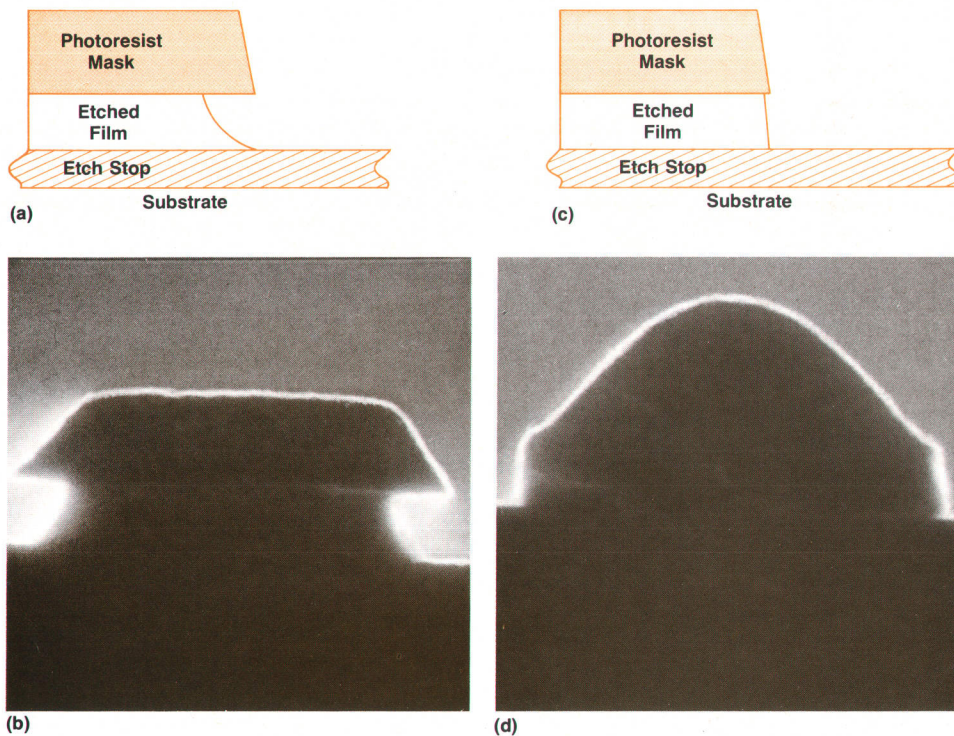 Photoresist
Mask
Etched
Film
Etch Stop
Substrate
(a)
Photoresist
Mask
Etched
Film
Etch Stop
Substrate
(c)
(b)
(d)